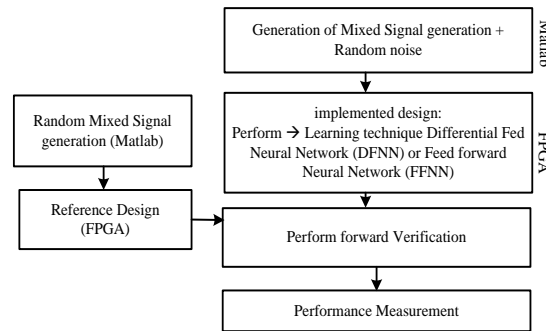 Generation of Mixed Signal generation +
Random noise
Matlab
Random Mixed Signal
generation (Matlab)
implemented design:
Perform → Learning technique Differential Fed
Neural Network (DFNN) or Feed forward
Neural Network (FFNN)
FPGA
Reference Design
(FPGA)
Perform forward Verification
Performance Measurement